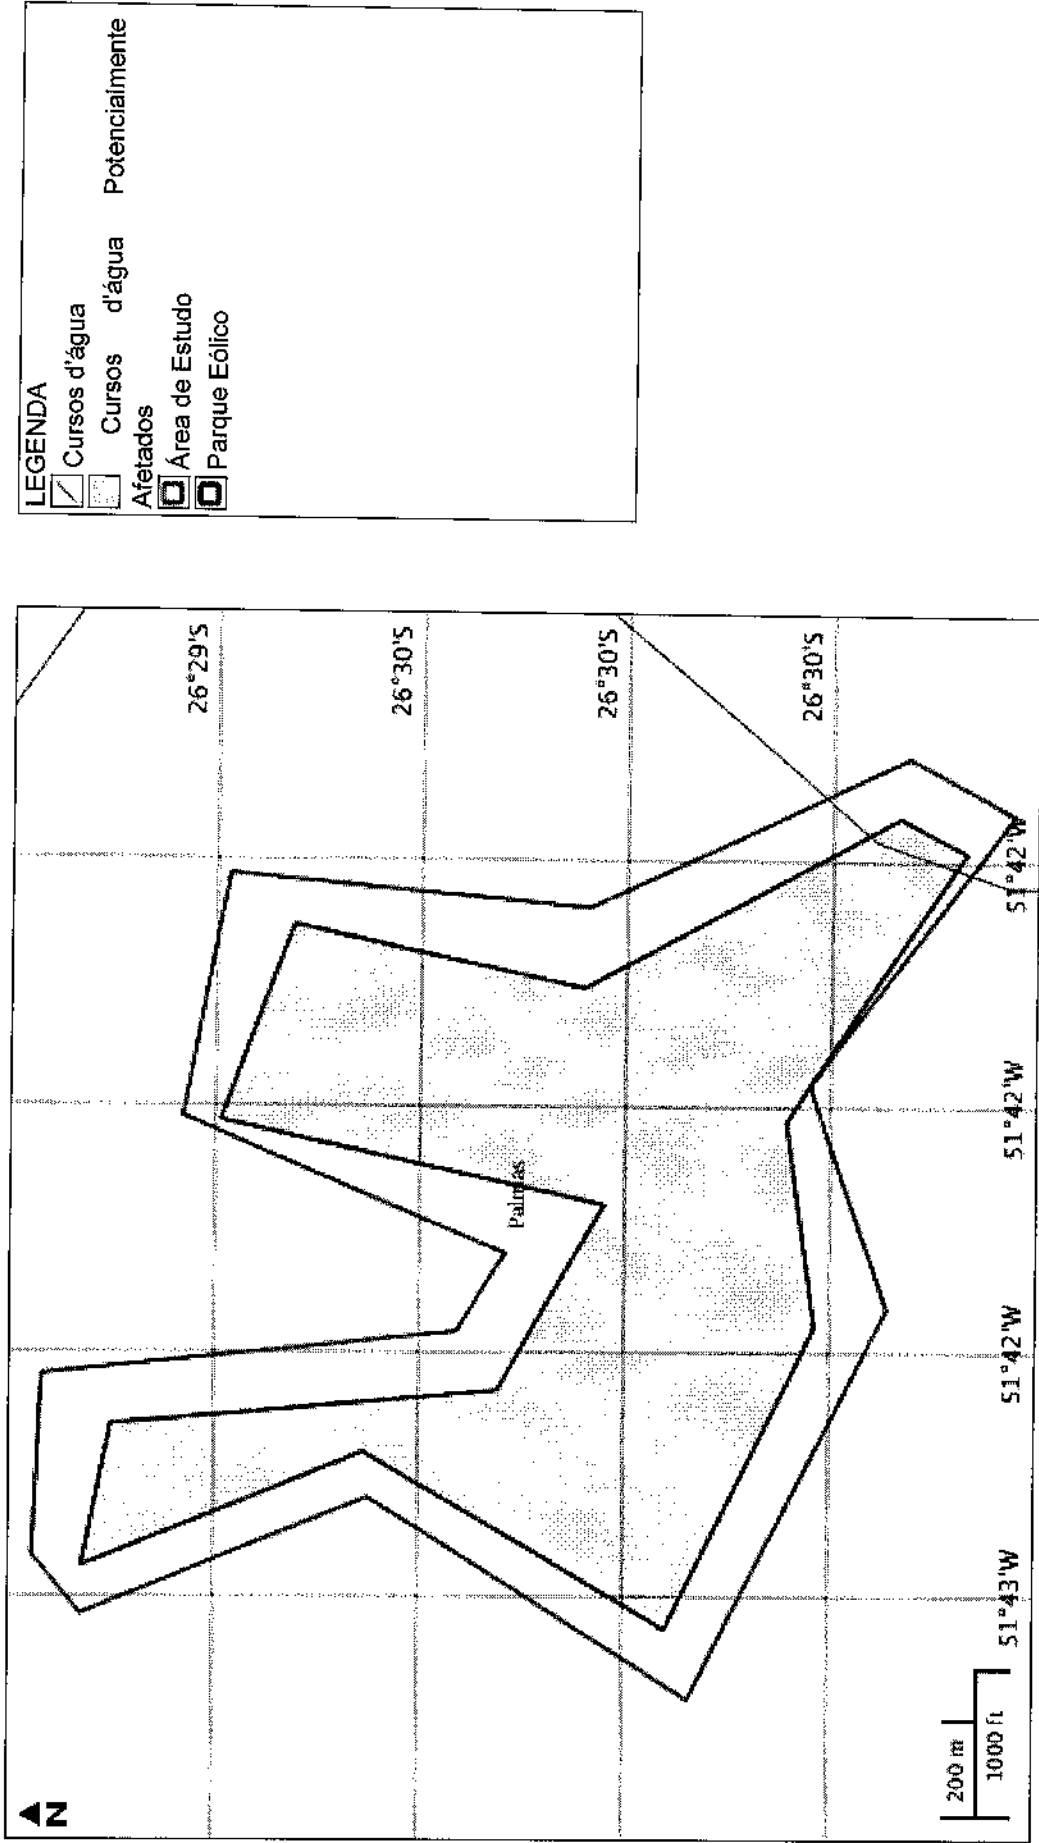 N
26°29'S
26°30'S
26°30'S
26°30'S
Palmas
51°43'W
51°42'W
51°42'W
51°42'W
200 m
1000 ft
LEGENDA
Cursos d'água
Cursos d'água Potencialmente
Afetados
Área de Estudo
Parque Eólico